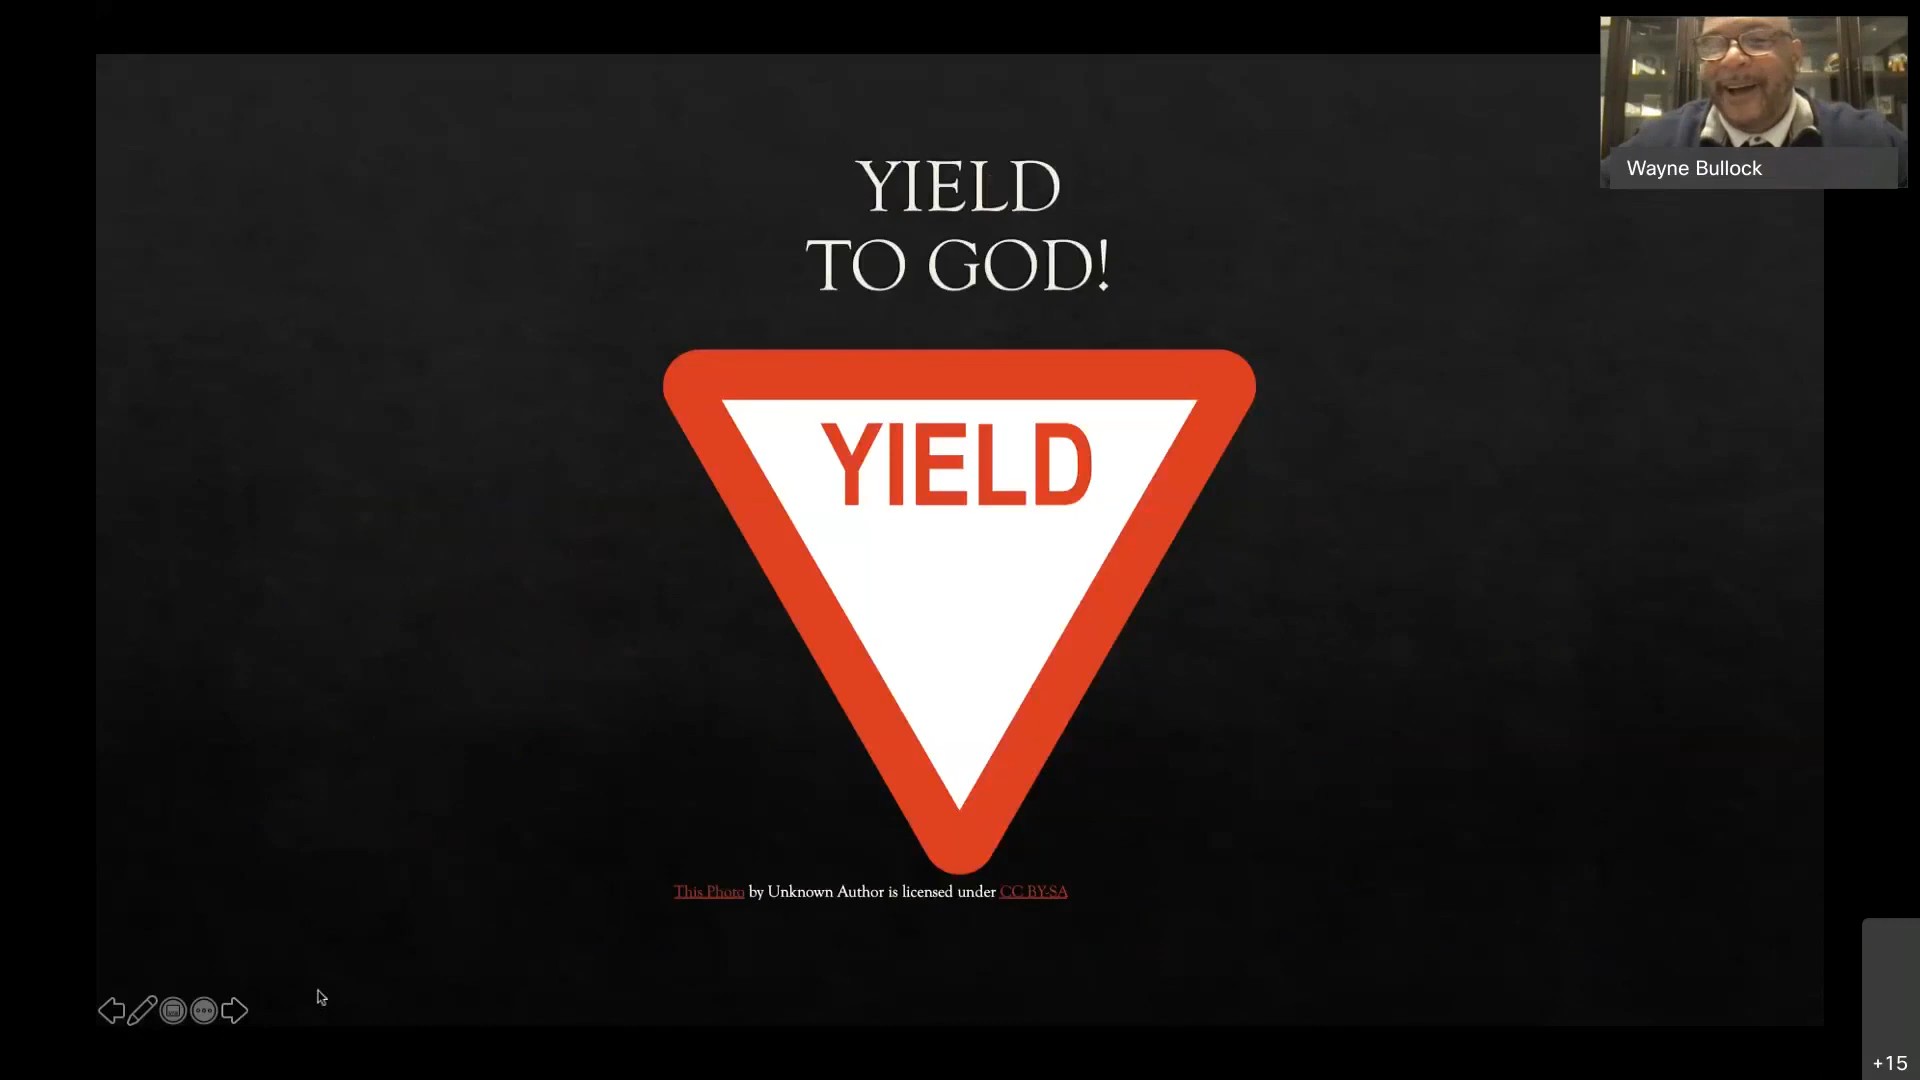 YIELD
TO GOD!
YIELD
This Photo by Unknown Author is licensed under CC BY-SA
Wayne Bullock
+15